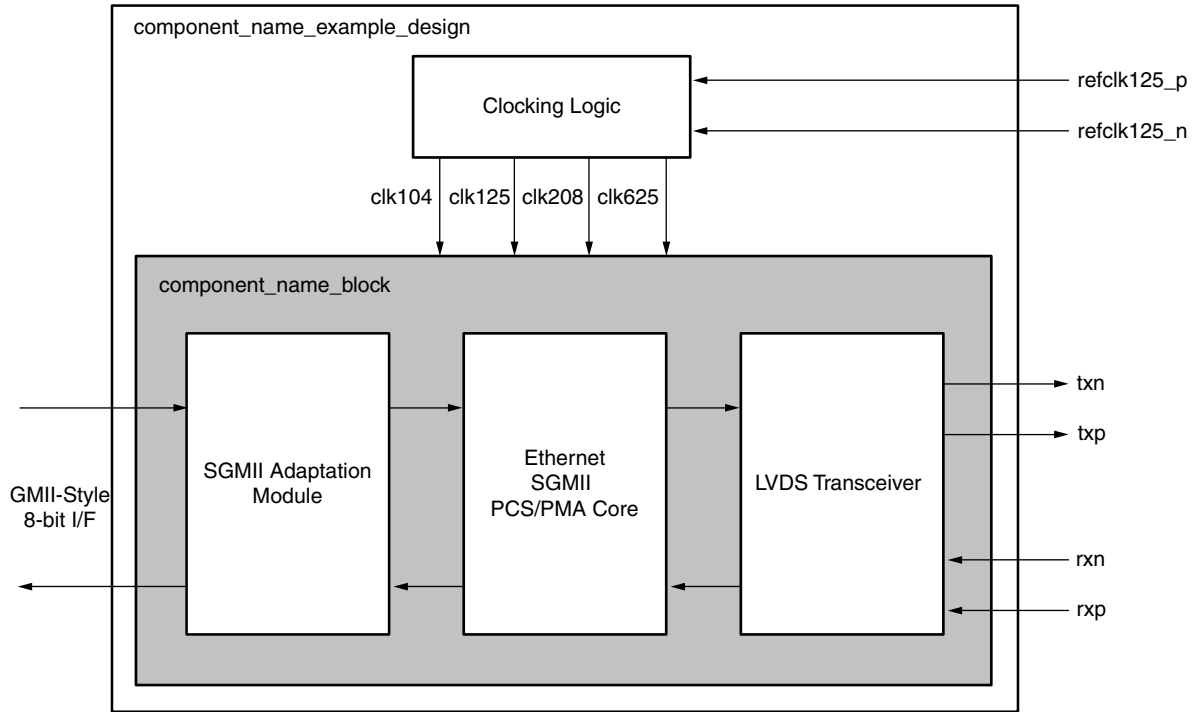 component_name_example_design
Clocking Logic
refclk125_p
refclk125_n
clk104
clk125
clk208
clk625
component_name_block
GMII-Style
8-bit I/F
SGMII Adaptation
Module
Ethernet
SGMII
PCS/PMA Core
LVDS Transceiver
txn
txp
rxn
rxp